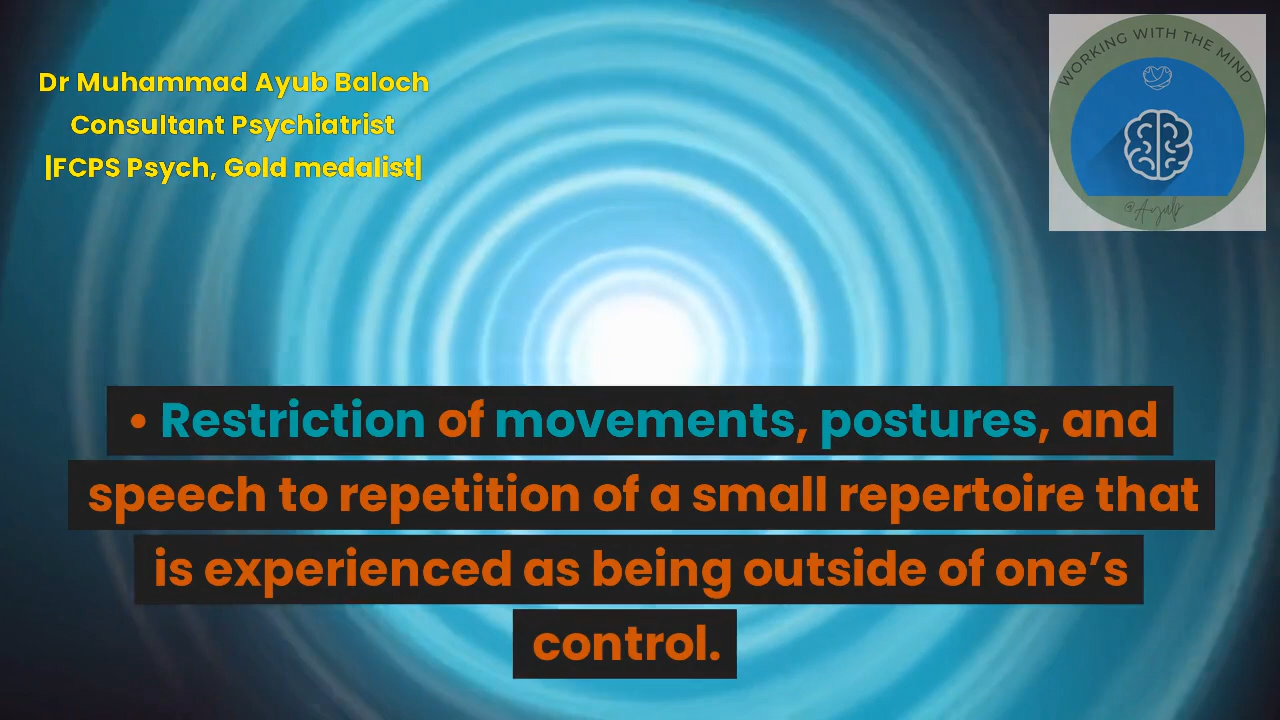 Dr Muhammad Ayub Baloch
Consultant Psychiatrist
|FCPS Psych, Gold medalist|
WORKING WITH THE MIND
@Ayub
• Restriction of movements, postures, and
speech to repetition of a small repertoire that
is experienced as being outside of one’s
control.